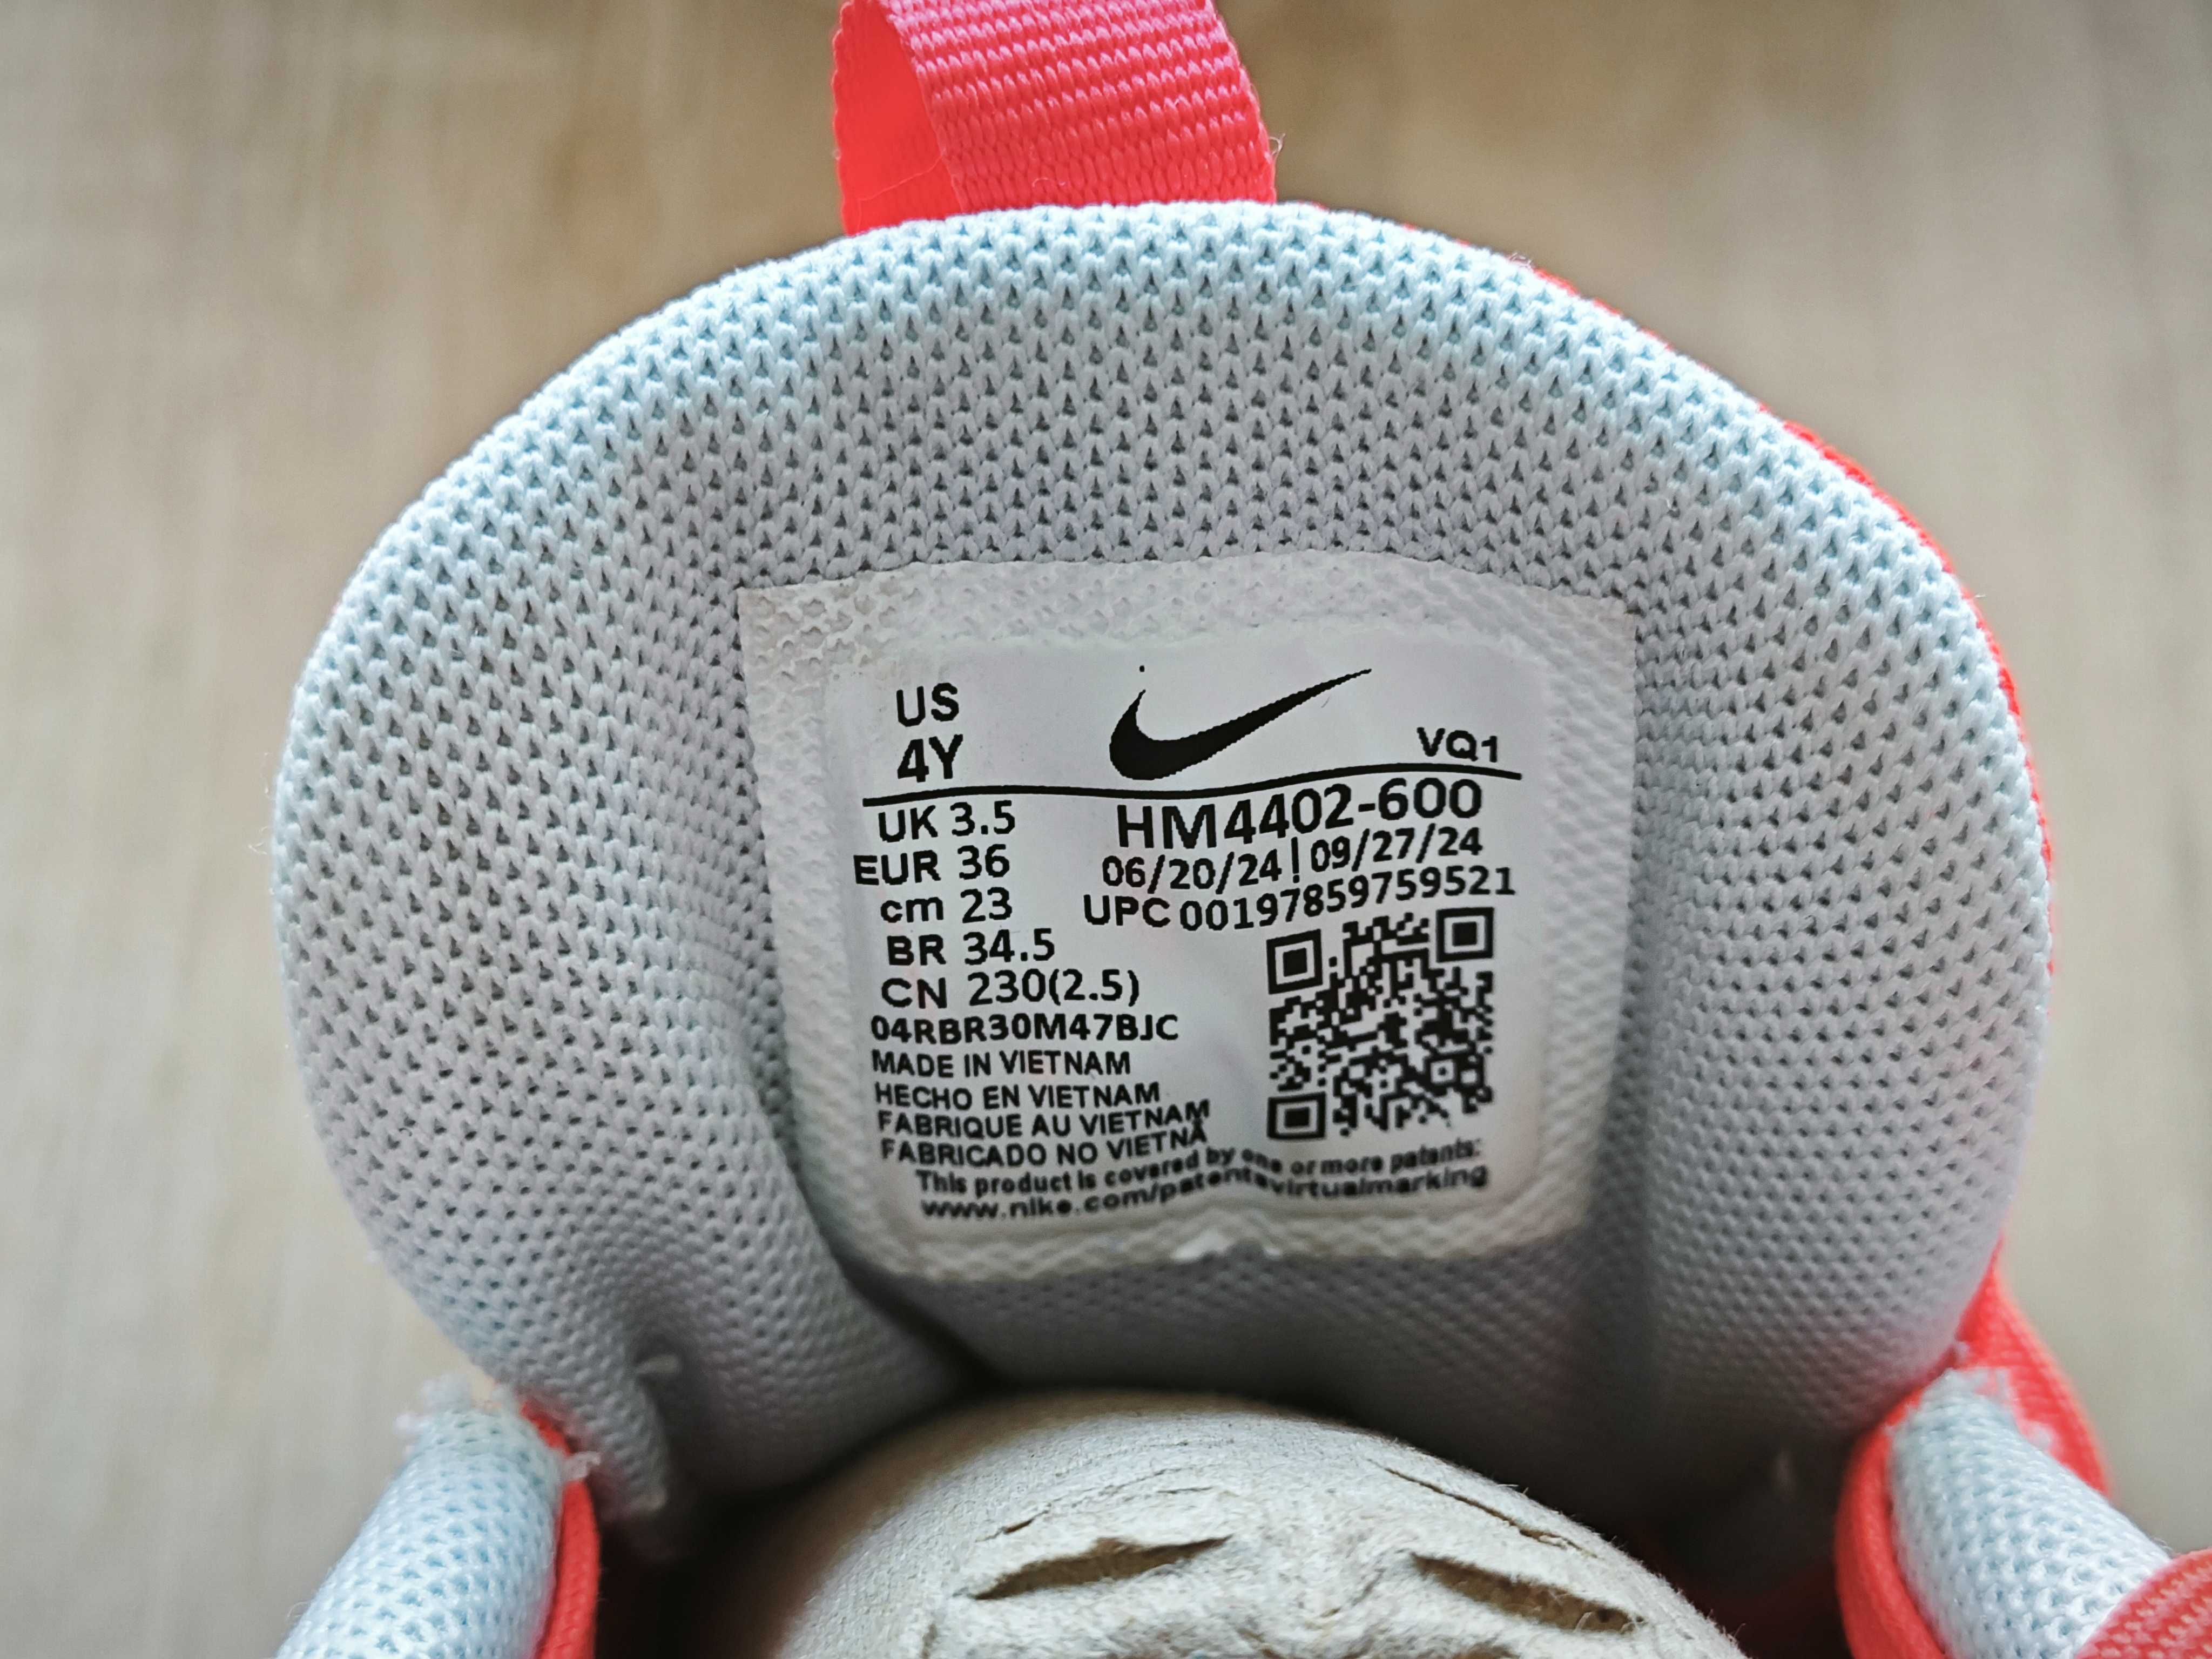 US
4Y
VQ1
UK 3.5
EUR 36
cm 23
BR 34.5
CN 230(2.5)
HM4402-600
06/20/24 | 09/27/24
UPC 00197859759521
04RBR30M47BJC
MADE IN VIETNAM
HECHO EN VIETNAM
FABRIQUE AU VIETNAM
FABRICADO NO VIETNÃ
This product is covered by one or more patents:
www.nike.com/patentsvirtualmarking